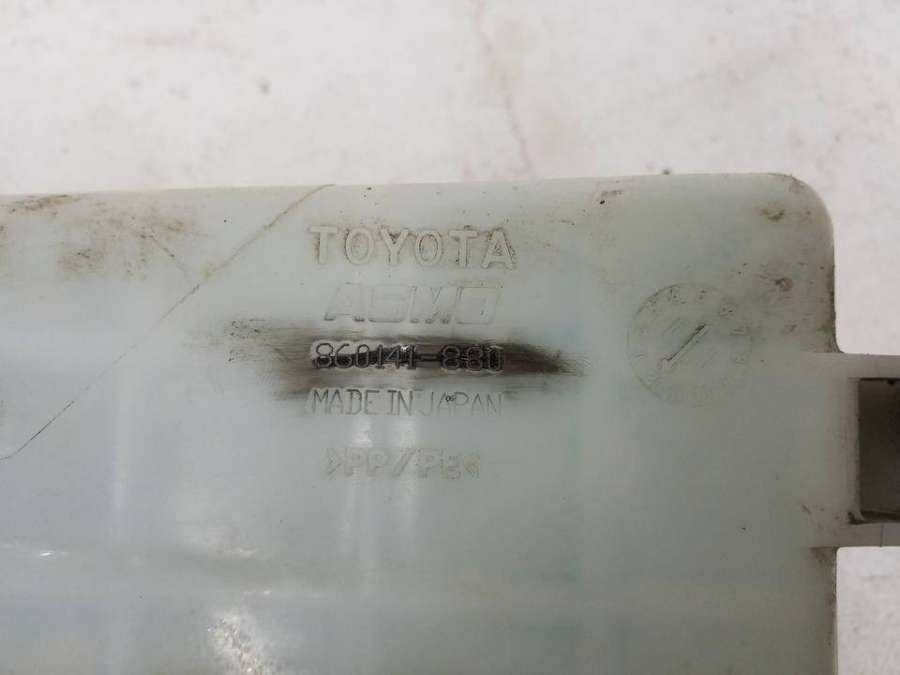 TOYOTA
ASMO
860141-880
MADE IN JAPAN
>PP/PE<